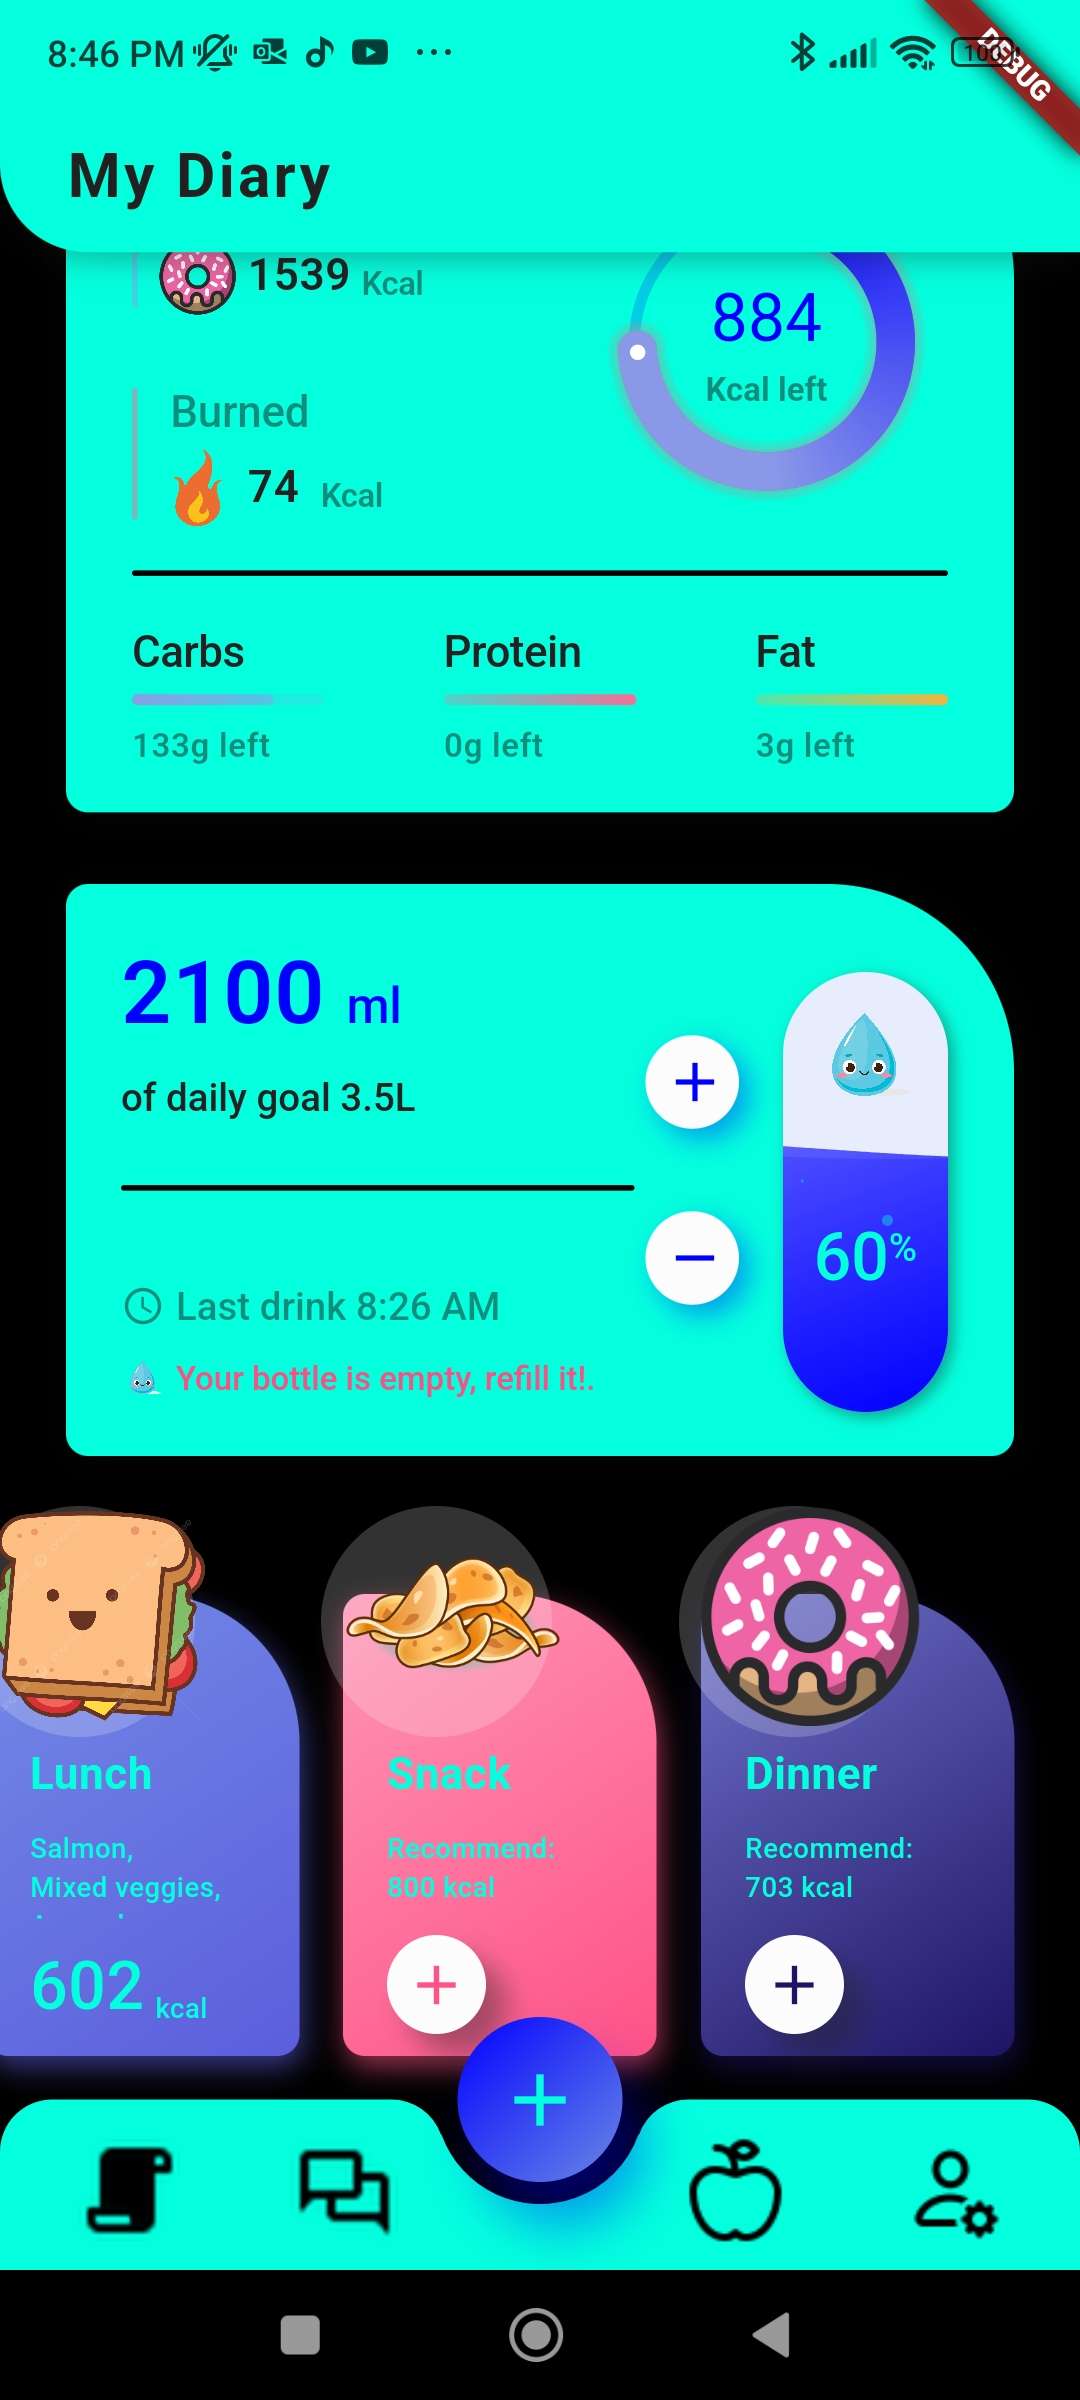 8:46 PM
100
DEBUG
My Diary
1539 Kcal
884
Kcal left
Burned
74 Kcal
Carbs
Protein
Fat
133g left
0g left
3g left
2100 ml
of daily goal 3.5L
60%
Last drink 8:26 AM
Your bottle is empty, refill it!.
Lunch
Salmon,
Mixed veggies,
602 kcal
Snack
Recommend:
800 kcal
Dinner
Recommend:
703 kcal